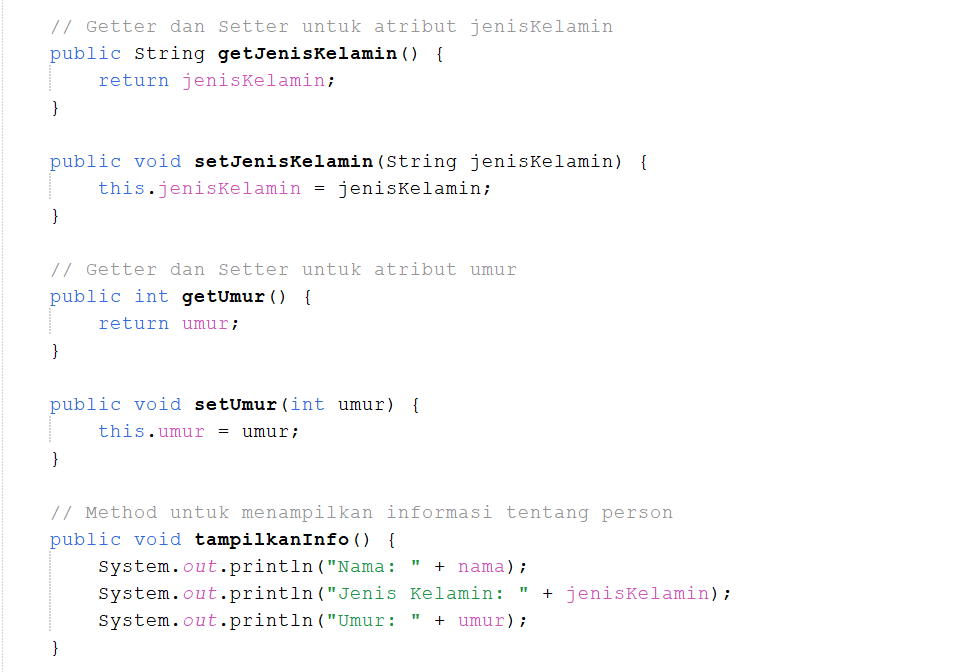 // Getter dan Setter untuk atribut jenisKelamin
public String getJenisKelamin() {
    return jenisKelamin;
}

public void setJenisKelamin(String jenisKelamin) {
    this.jenisKelamin = jenisKelamin;
}

// Getter dan Setter untuk atribut umur
public int getUmur() {
    return umur;
}

public void setUmur(int umur) {
    this.umur = umur;
}

// Method untuk menampilkan informasi tentang person
public void tampilkanInfo() {
    System.out.println("Nama: " + nama);
    System.out.println("Jenis Kelamin: " + jenisKelamin);
    System.out.println("Umur: " + umur);
}